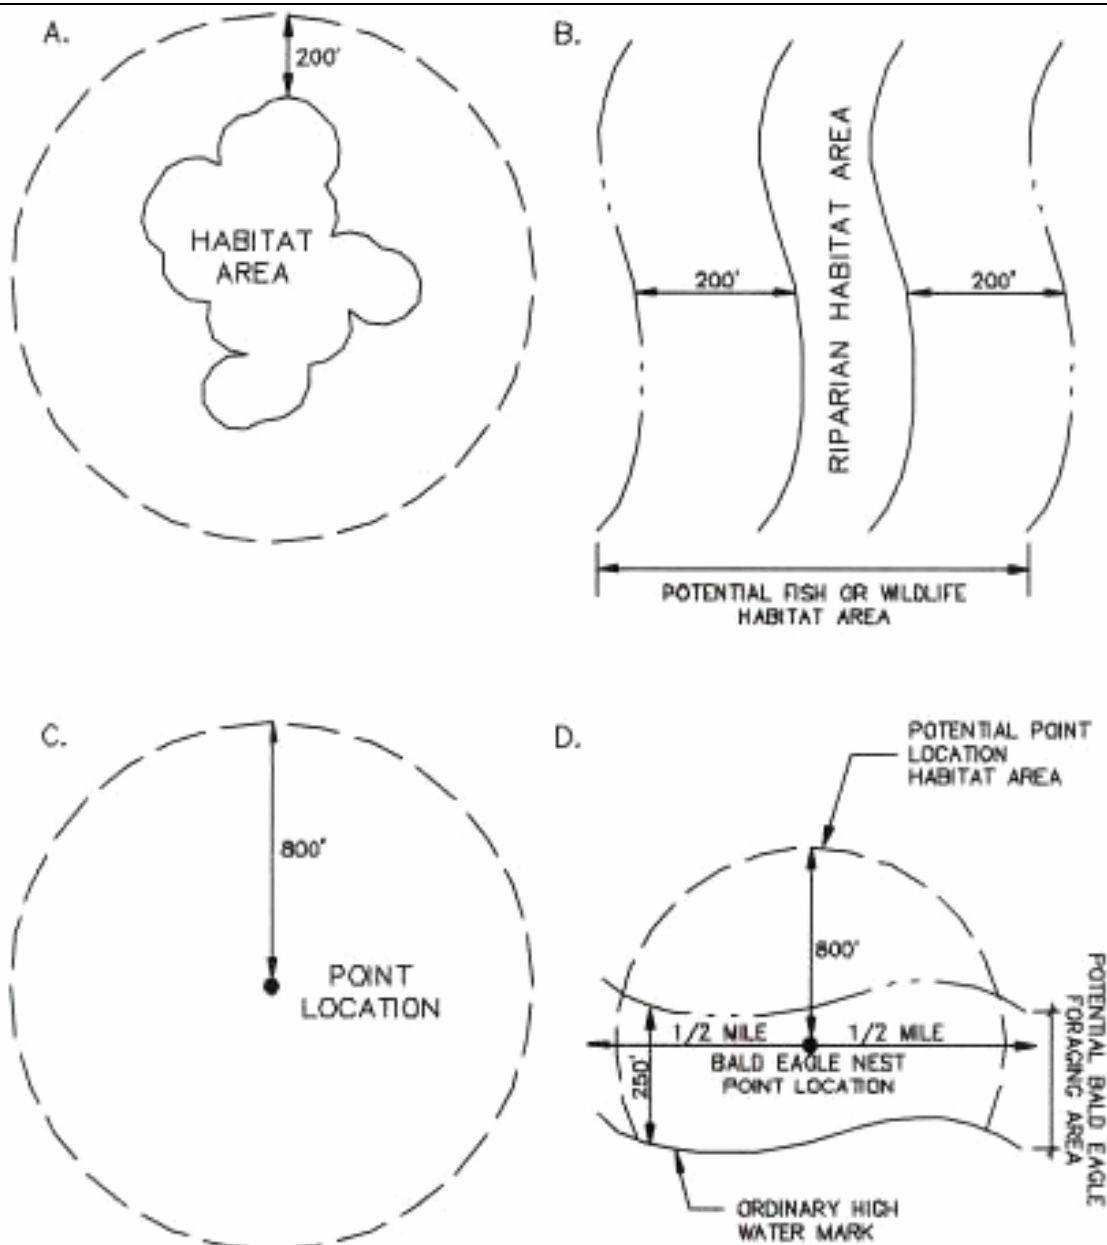 A.
200'
HABITAT
AREA
B.
RIPARIAN HABITAT AREA
200'
200'
POTENTIAL FISH OR WILDLIFE
HABITAT AREA
C.
800'
POINT
LOCATION
D.
POTENTIAL POINT
LOCATION
HABITAT AREA
800'
1/2 MILE
1/2 MILE
BALD EAGLE NEST
POINT LOCATION
250'
POTENTIAL BALD EAGLE
FORAGING AREA
ORDINARY HIGH
WATER MARK